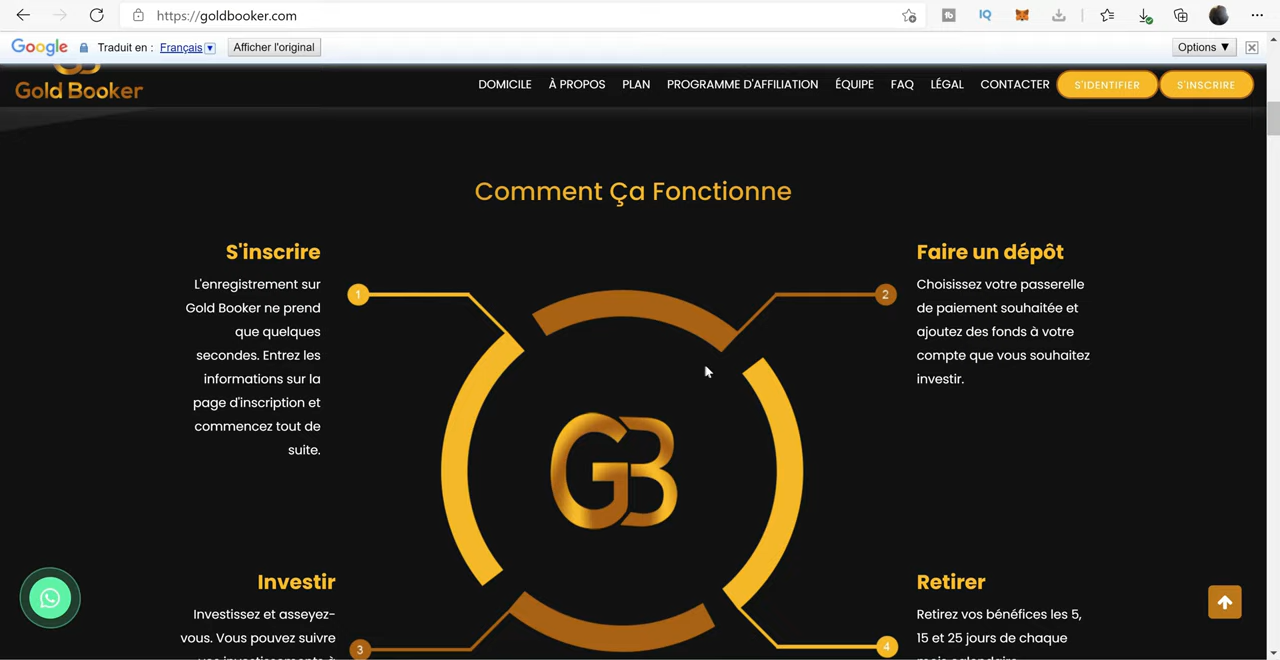 https://goldbooker.com
Google Traduit en : Français Afficher l'original Options ▼
Gold Booker
DOMICILE À PROPOS PLAN PROGRAMME D'AFFILIATION ÉQUIPE FAQ LÉGAL CONTACTER S'IDENTIFIER S'INSCRIRE
Comment Ça Fonctionne
S'inscrire
L'enregistrement sur
Gold Booker ne prend
que quelques
secondes. Entrez les
informations sur la
page d'inscription et
commencez tout de
suite.
1
2
Faire un dépôt
Choisissez votre passerelle
de paiement souhaitée et
ajoutez des fonds à votre
compte que vous souhaitez
investir.
GB
Investir
Investissez et asseyez-
vous. Vous pouvez suivre
vos investissements à
3
4
Retirer
Retirez vos bénéfices les 5,
15 et 25 jours de chaque
mois calendaire.